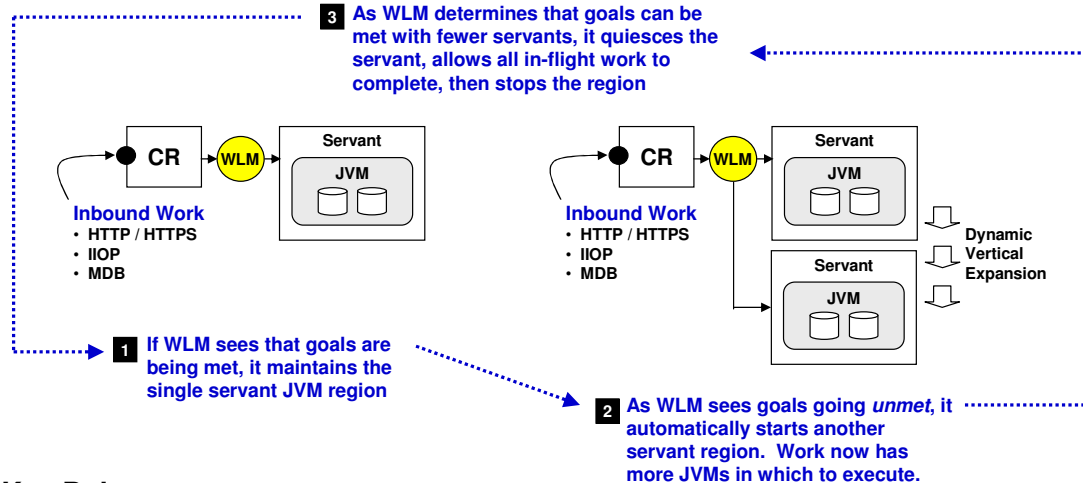 3 As WLM determines that goals can be
met with fewer servants, it quiesces the
servant, allows all in-flight work to
complete, then stops the region
CR
WLM
Servant
JVM
Inbound Work
• HTTP / HTTPS
• IIOP
• MDB
CR
WLM
Servant
JVM
Inbound Work
• HTTP / HTTPS
• IIOP
• MDB
Servant
JVM
Dynamic
Vertical
Expansion
1 If WLM sees that goals are
being met, it maintains the
single servant JVM region
2 As WLM sees goals going unmet, it
automatically starts another
servant region. Work now has
more JVMs in which to execute.